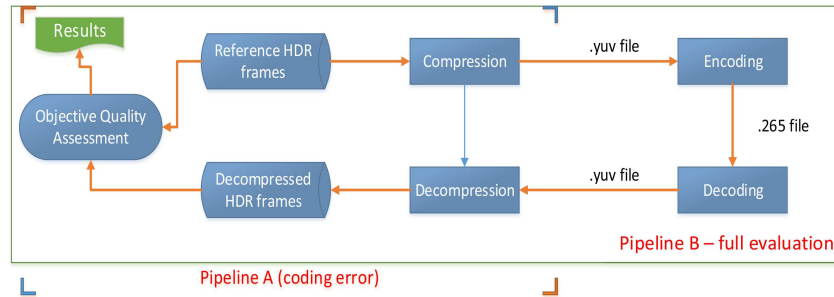 Results
Reference HDR
frames
Compression
.yuv file
Encoding
Objective Quality
Assessment
.265 file
Decompressed
HDR frames
Decompression
.yuv file
Decoding
Pipeline B – full evaluation
Pipeline A (coding error)